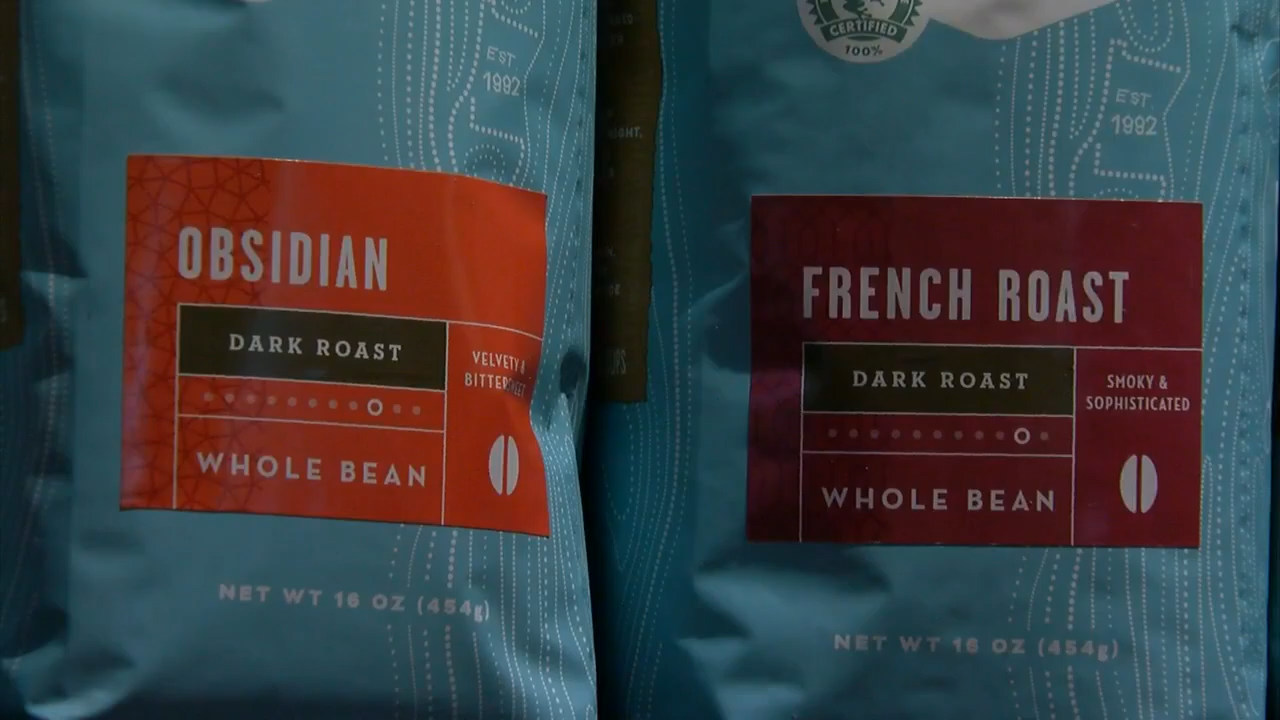 EST
1992
OBSIDIAN
DARK ROAST
VELVETY &
BITTERSWEET
WHOLE BEAN
NET WT 16 OZ (454g)
CERTIFIED
100%
EST.
1992
FRENCH ROAST
DARK ROAST
SMOKY &
SOPHISTICATED
WHOLE BEAN
NET WT 16 OZ (454g)